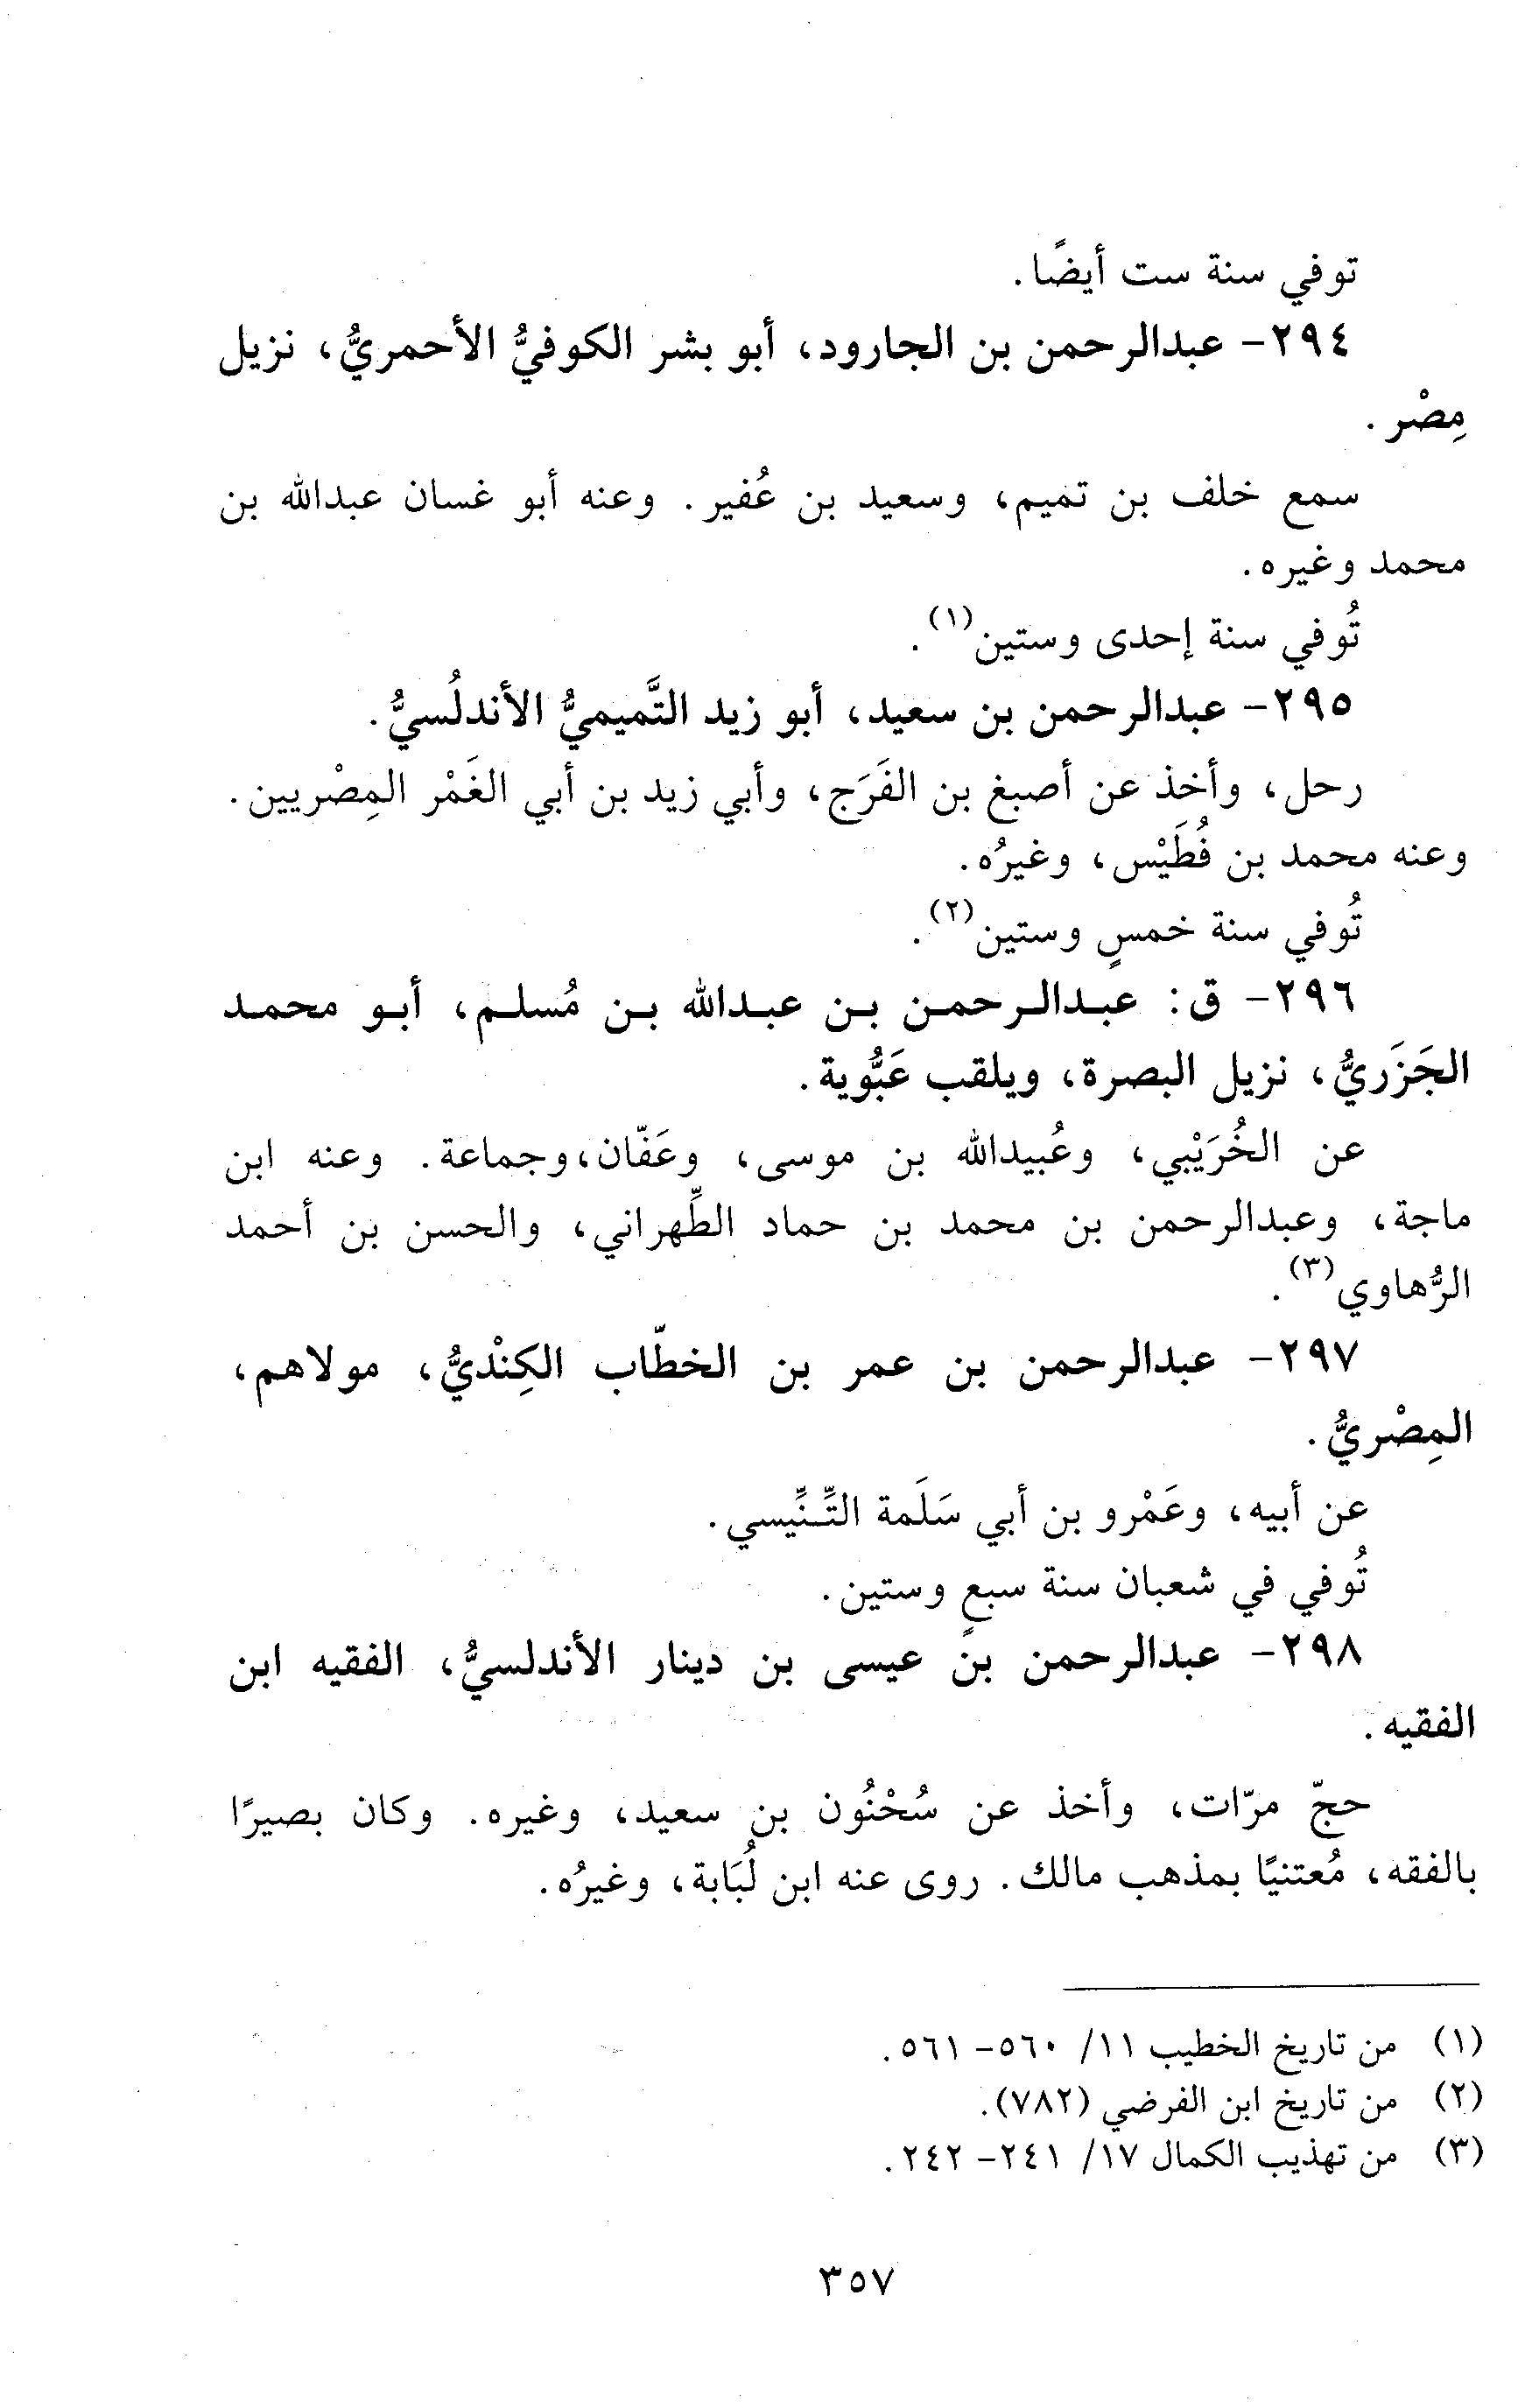 توفي سنة ست أيضًا.
٢٩٤- عبدالرحمن بن الجارود، أبو بشر الكوفيُّ الأحمريُّ، نزيل
مِصْر.
سمع خلف بن تميم، وسعيد بن عُفير. وعنه أبو غسان عبدالله بن
محمد وغيره.
تُوفي سنة إحدى وستين(١).
٢٩٥- عبدالرحمن بن سعيد، أبو زيد التَّميميُّ الأندلُسيُّ.
رحل، وأخذ عن أصبغ بن الفَرَج، وأبي زيد بن أبي الغَمْر المِصْريين.
وعنه محمد بن فُطَيْس، وغيرُه.
تُوفي سنة خمسٍ وستين(٢).
٢٩٦- ق: عبدالرحمن بن عبدالله بن مُسلم، أبو محمد
الجَزَريُّ، نزيل البصرة، ويلقب عَبُّوية.
عن الخُرَيْبي، وعُبيدالله بن موسى، وعَفّان،وجماعة. وعنه ابن
ماجة، وعبدالرحمن بن محمد بن حماد الطِّهراني، والحسن بن أحمد
الرُّهاوي(٣).
٢٩٧- عبدالرحمن بن عمر بن الخطّاب الكِنْديُّ، مولاهم،
المِصْريُّ.
عن أبيه، وعَمْرو بن أبي سَلَمة التِّنِّيسي.
تُوفي في شعبان سنة سبعٍ وستين.
٢٩٨- عبدالرحمن بن عيسى بن دينار الأندلسيُّ، الفقيه ابن
الفقيه.
حجّ مرّات، وأخذ عن سُحْنُون بن سعيد، وغيره. وكان بصيرًا
بالفقه، مُعتنيًا بمذهب مالك. روى عنه ابن لُبَابة، وغيرُه.
(١) من تاريخ الخطيب ١١/ ٥٦٠- ٥٦١.
(٢) من تاريخ ابن الفرضي (٧٨٢).
(٣) من تهذيب الكمال ١٧/ ٢٤١- ٢٤٢.
٣٥٧